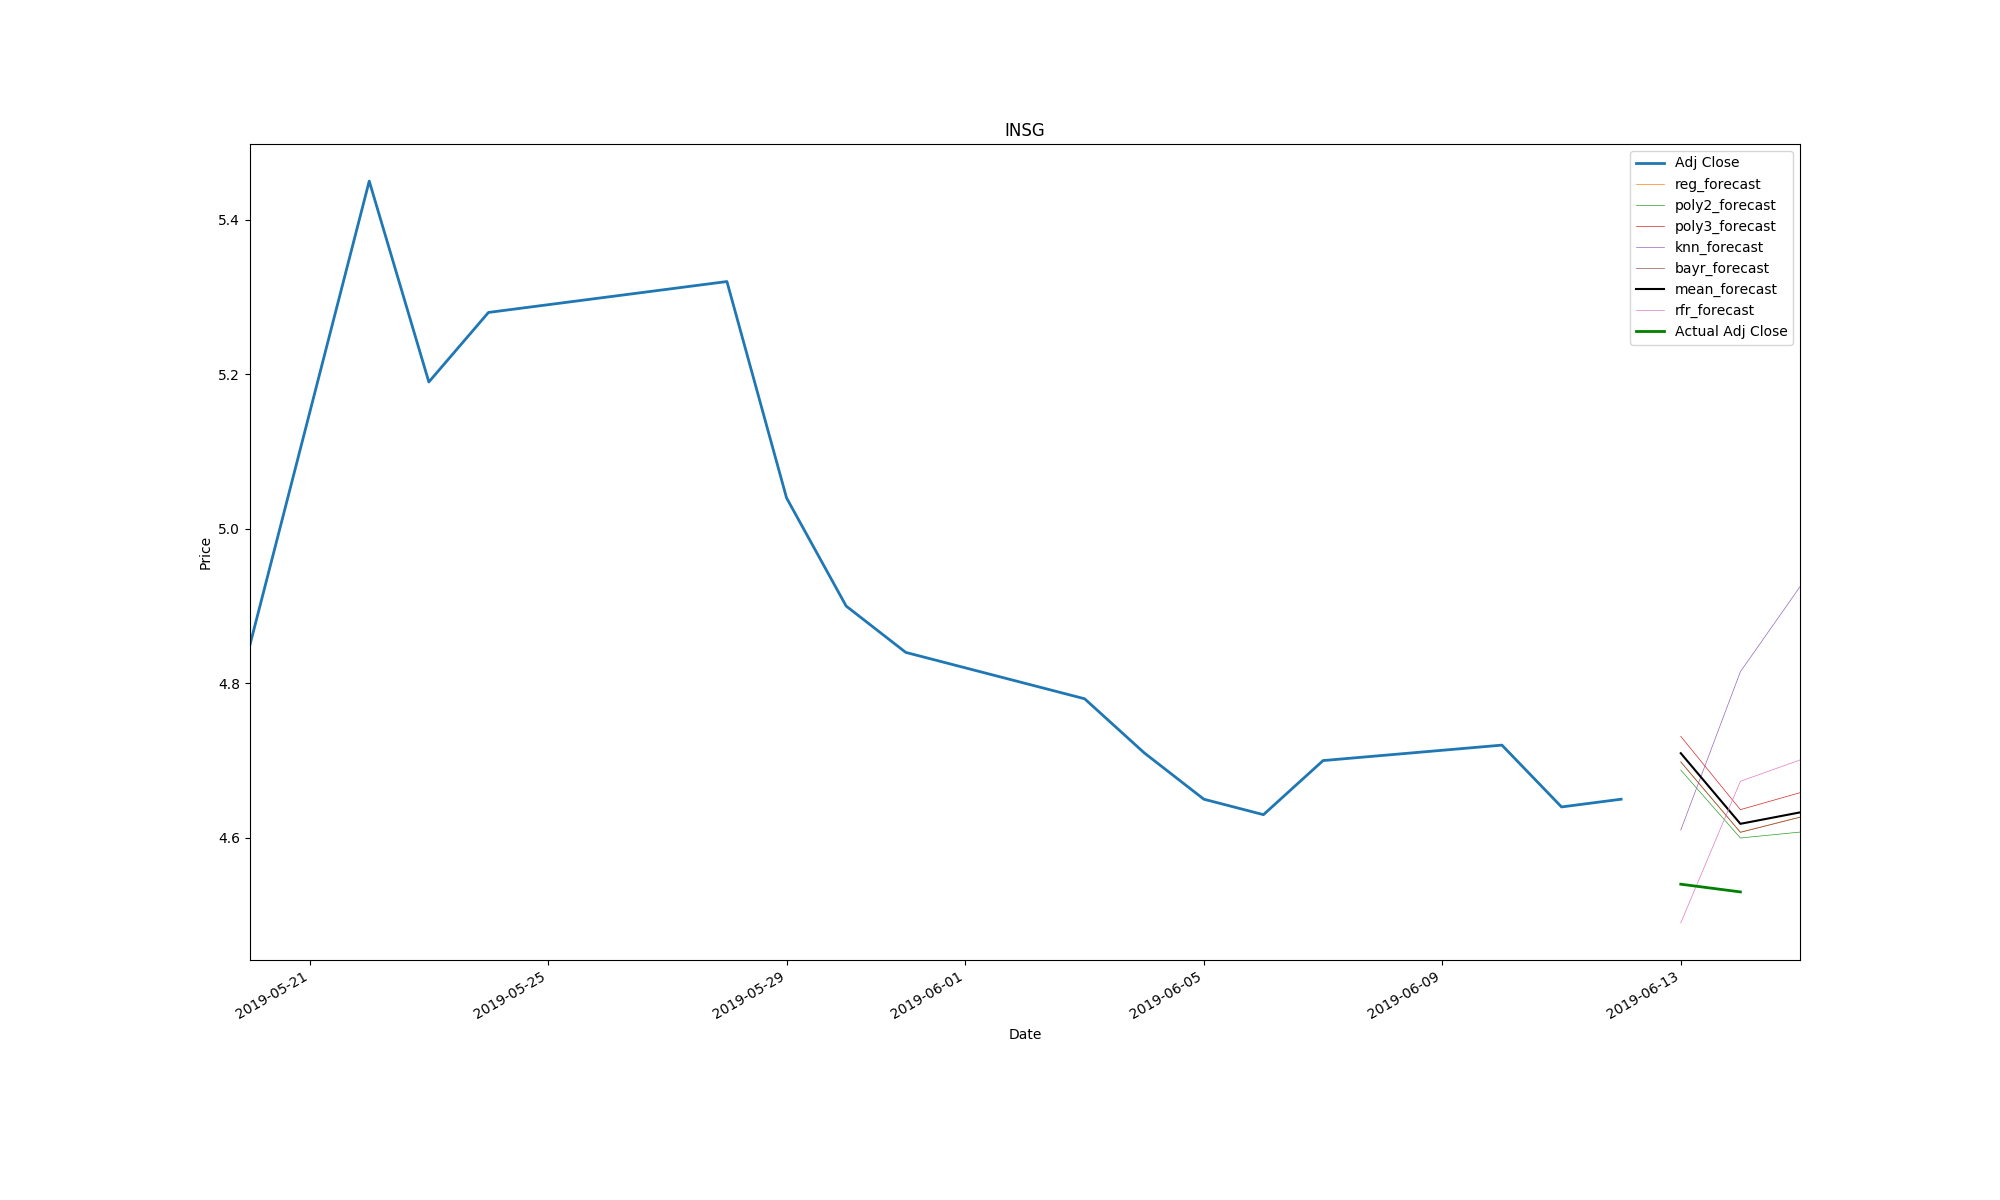 INSG
Adj Close
reg_forecast
poly2_forecast
poly3_forecast
knn_forecast
bayr_forecast
mean_forecast
rfr_forecast
Actual Adj Close
5.4
5.2
5.0
4.8
4.6
Price
2019-05-21
2019-05-25
2019-05-29
2019-06-01
2019-06-05
2019-06-09
2019-06-13
Date